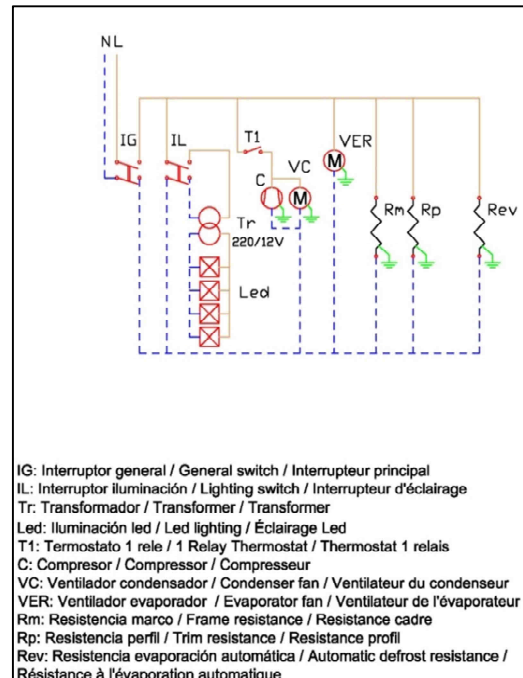 NL
IG IL T1 VER
C VC
Tr
220/12V
Rm Rp Rev
Led
M
M
IG: Interruptor general / General switch / Interrupteur principal
IL: Interruptor iluminación / Lighting switch / Interrupteur d'éclairage
Tr: Transformador / Transformer / Transformer
Led: Iluminación led / Led lighting / Éclairage Led
T1: Termostato 1 rele / 1 Relay Thermostat / Thermostat 1 relais
C: Compresor / Compressor / Compresseur
VC: Ventilador condensador / Condenser fan / Ventilateur du condenseur
VER: Ventilador evaporador / Evaporator fan / Ventilateur de l'évaporateur
Rm: Resistencia marco / Frame resistance / Resistance cadre
Rp: Resistencia perfil / Trim resistance / Resistance profil
Rev: Resistencia evaporación automática / Automatic defrost resistance /
Résistance à l'évaporation automatique